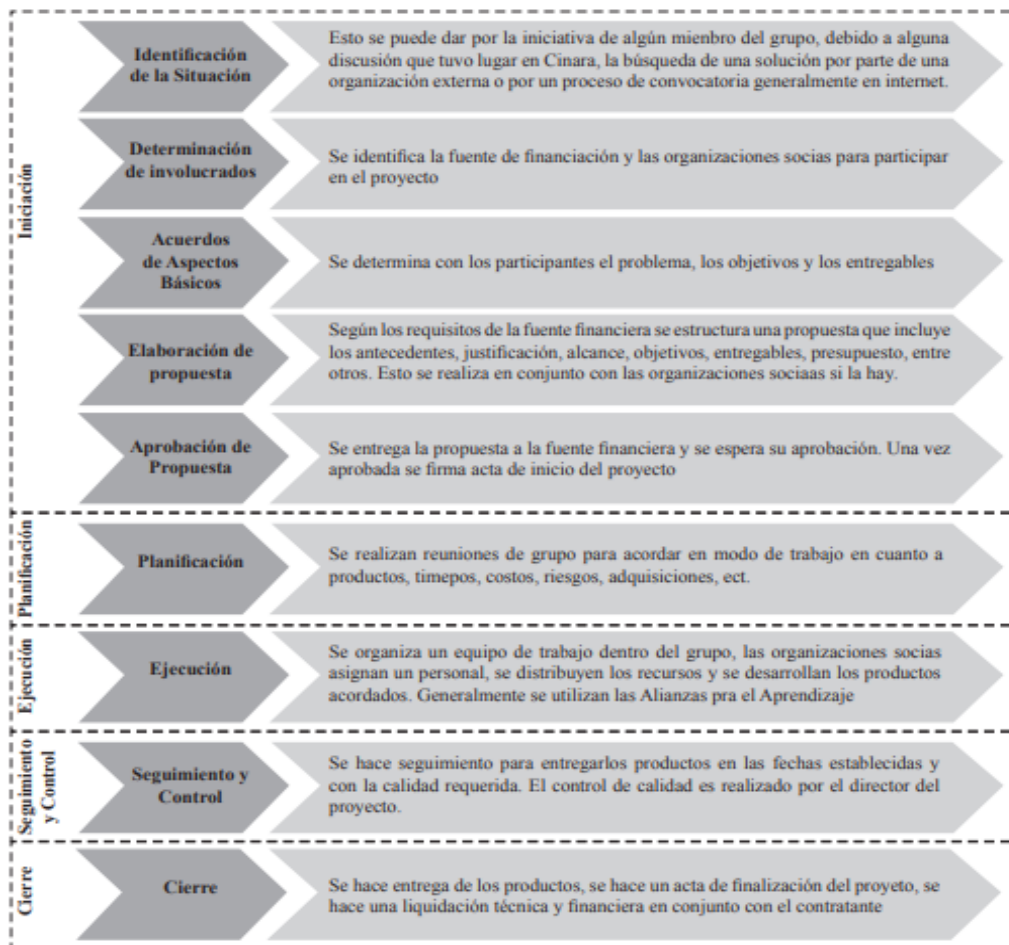 Iniciación
Identificación
de la Situación
Esto se puede dar por la iniciativa de algún mienbro del grupo, debido a alguna
discusión que tuvo lugar en Cinara, la búsqueda de una solución por parte de una
organización externa o por un proceso de convocatoria generalmente en internet.
Determinación
de involucrados
Se identifica la fuente de financiación y las organizaciones socias para participar
en el proyecto
Acuerdos
de Aspectos
Básicos
Se determina con los participantes el problema, los objetivos y los entregables
Elaboración de
propuesta
Según los requisitos de la fuente financiera se estructura una propuesta que incluye
los antecedentes, justificación, alcance, objetivos, entregables, presupuesto, entre
otros. Esto se realiza en conjunto con las organizaciones sociaas si la hay.
Aprobación de
Propuesta
Se entrega la propuesta a la fuente financiera y se espera su aprobación. Una vez
aprobada se firma acta de inicio del proyecto
Planificación
Planificación
Se realizan reuniones de grupo para acordar en modo de trabajo en cuanto a
productos, timepos, costos, riesgos, adquisiciones, ect.
Ejecución
Ejecución
Se organiza un equipo de trabajo dentro del grupo, las organizaciones socias
asignan un personal, se distribuyen los recursos y se desarrollan los productos
acordados. Generalmente se utilizan las Alianzas pra el Aprendizaje
Seguimiento
y Control
Seguimiento y
Control
Se hace seguimiento para entregarlos productos en las fechas establecidas y
con la calidad requerida. El control de calidad es realizado por el director del
proyecto.
Cierre
Cierre
Se hace entrega de los productos, se hace un acta de finalización del proyeto, se
hace una liquidación técnica y financiera en conjunto con el contratante